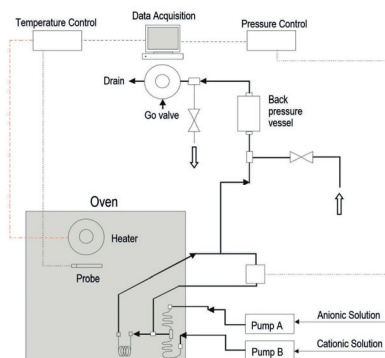 Temperature Control
Data Acquisition
Pressure Control
Drain
Go valve
Back
pressure
vessel
Oven
Heater
Probe
Pump A
Anionic Solution
Pump B
Cationic Solution